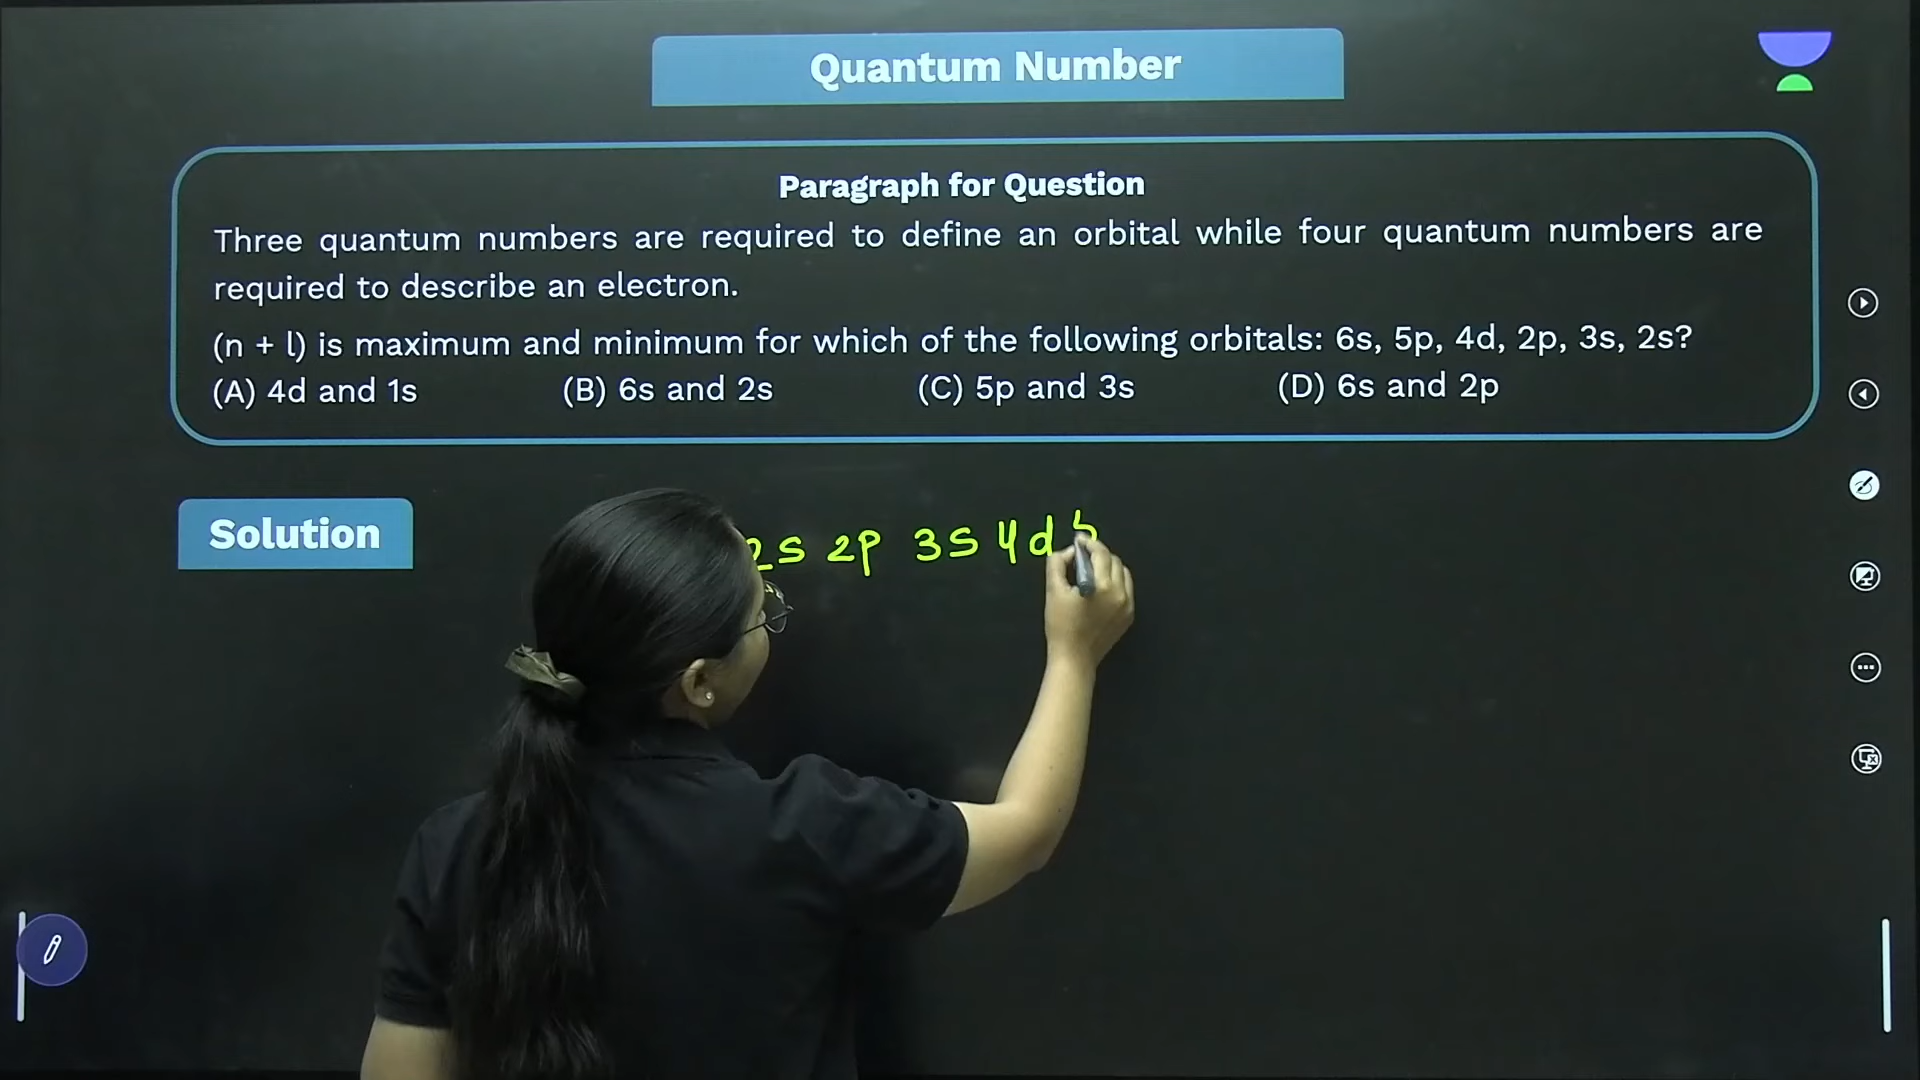 Quantum Number
Paragraph for Question
Three quantum numbers are required to define an orbital while four quantum numbers are
required to describe an electron.
(n + l) is maximum and minimum for which of the following orbitals: 6s, 5p, 4d, 2p, 3s, 2s?
(A) 4d and 1s (B) 6s and 2s (C) 5p and 3s (D) 6s and 2p
Solution
2s 2p 3s 4d 5